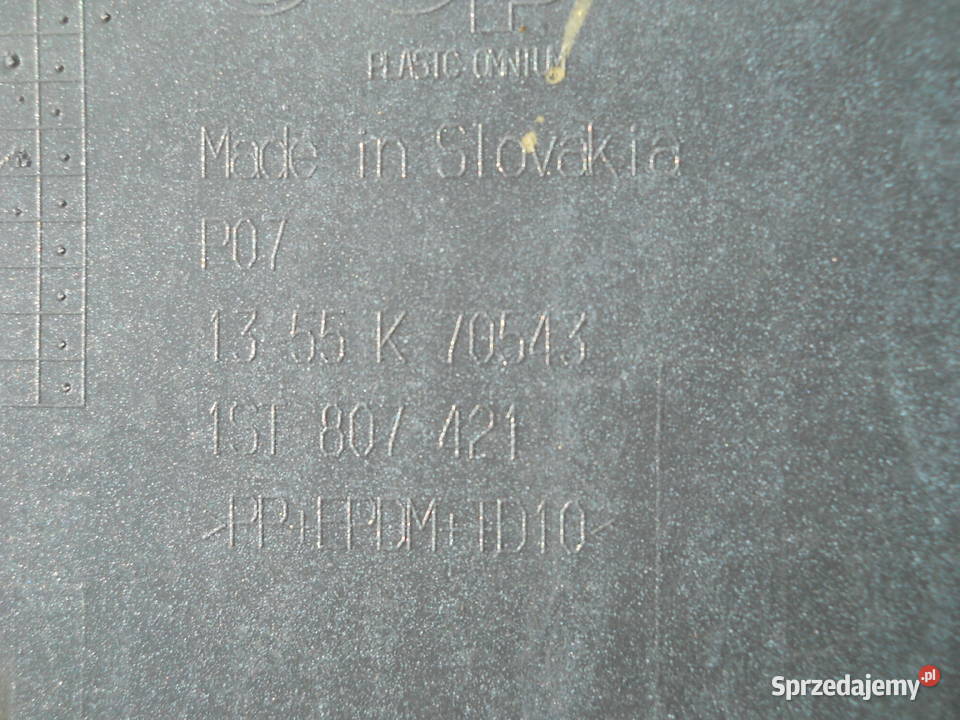 PLASTIC OMNIUM
Made in Slovakia
P07
13 55 K 70543
1ST 807 421
>PP+EPDM+TD10<
Sprzedajemy.pl